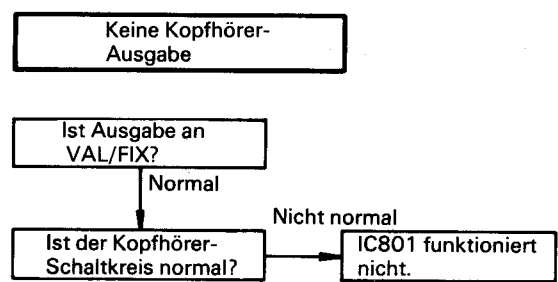 Keine Kopfhörer-
Ausgabe
Ist Ausgabe an
VAL/FIX?
Normal
Ist der Kopfhörer-
Schaltkreis normal?
Nicht normal
IC801 funktioniert
nicht.